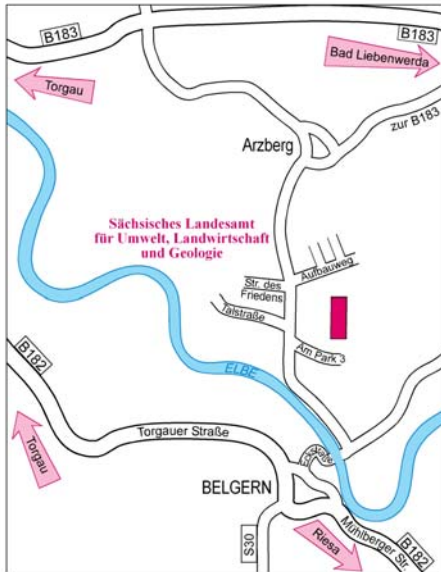 B183
B183
Bad Liebenwerda
Torgau
zur B183
Arzberg
Sächsisches Landesamt
für Umwelt, Landwirtschaft
und Geologie
Aufbauweg
Str. des
Friedens
Talstraße
Am Park 3
B182
ELBE
Torgau
Torgauer Straße
BELGERN
S30
Mühlberger Str.
B182
Riesa